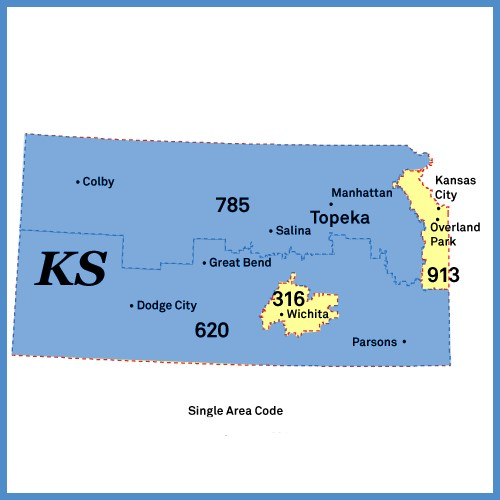 Kansas
City
Colby
Manhattan
785
Topeka
Overland
Park
Salina
KS
Great Bend
913
316
Dodge City
Wichita
620
Parsons
Single Area Code